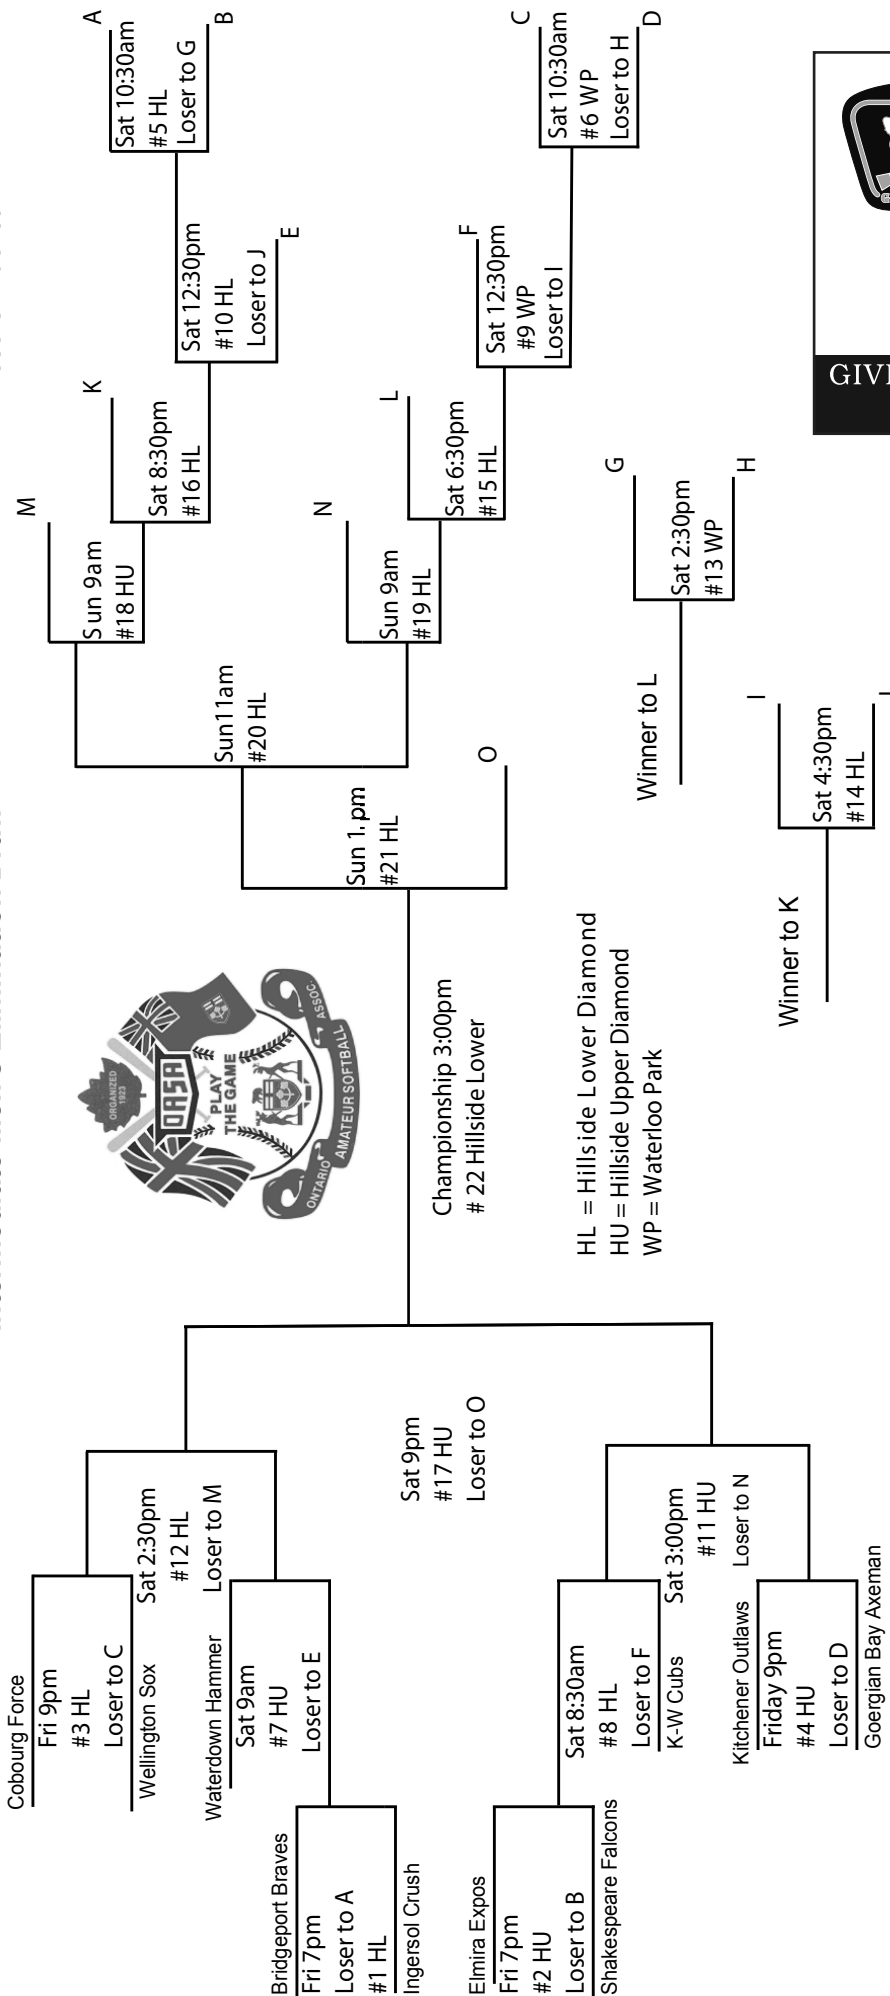 Cobourg Force
Fri 9pm
#3 HL
Loser to C
Wellington Sox
Sat 2:30pm
#12 HL
Loser to M
Waterdown Hammer
Sat 9am
#7 HU
Loser to E
Bridgeport Braves
Fri 7pm
Loser to A
#1 HL
Ingersol Crush
Sat 9pm
#17 HU
Loser to O
Elmira Expos
Fri 7pm
#2 HU
Loser to B
Shakespeare Falcons
Sat 8:30am
#8 HL
Loser to F
K-W Cubs
Sat 3:00pm
#11 HU
Loser to N
Kitchener Outlaws
Friday 9pm
#4 HU
Loser to D
Goergian Bay Axeman
ORGANIZED
1923
OASA
PLAY
THE GAME
ONTARIO
AMATEUR SOFTBALL
ASSOC.
Championship 3:00pm
# 22 Hillside Lower
HL = Hillside Lower Diamond
HU = Hillside Upper Diamond
WP = Waterloo Park
Sun 1. pm
#21 HL
O
Sun11am
#20 HL
M
Sun 9am
#18 HU
K
Sat 8:30pm
#16 HL
Sat 12:30pm
#10 HL
Loser to J
E
A
Sat 10:30am
#5 HL
Loser to G
B
N
Sun 9am
#19 HL
L
Sat 6:30pm
#15 HL
F
Sat 12:30pm
#9 WP
Loser to I
C
Sat 10:30am
#6 WP
Loser to H
D
Winner to L
G
Sat 2:30pm
#13 WP
H
Winner to K
I
Sat 4:30pm
#14 HL